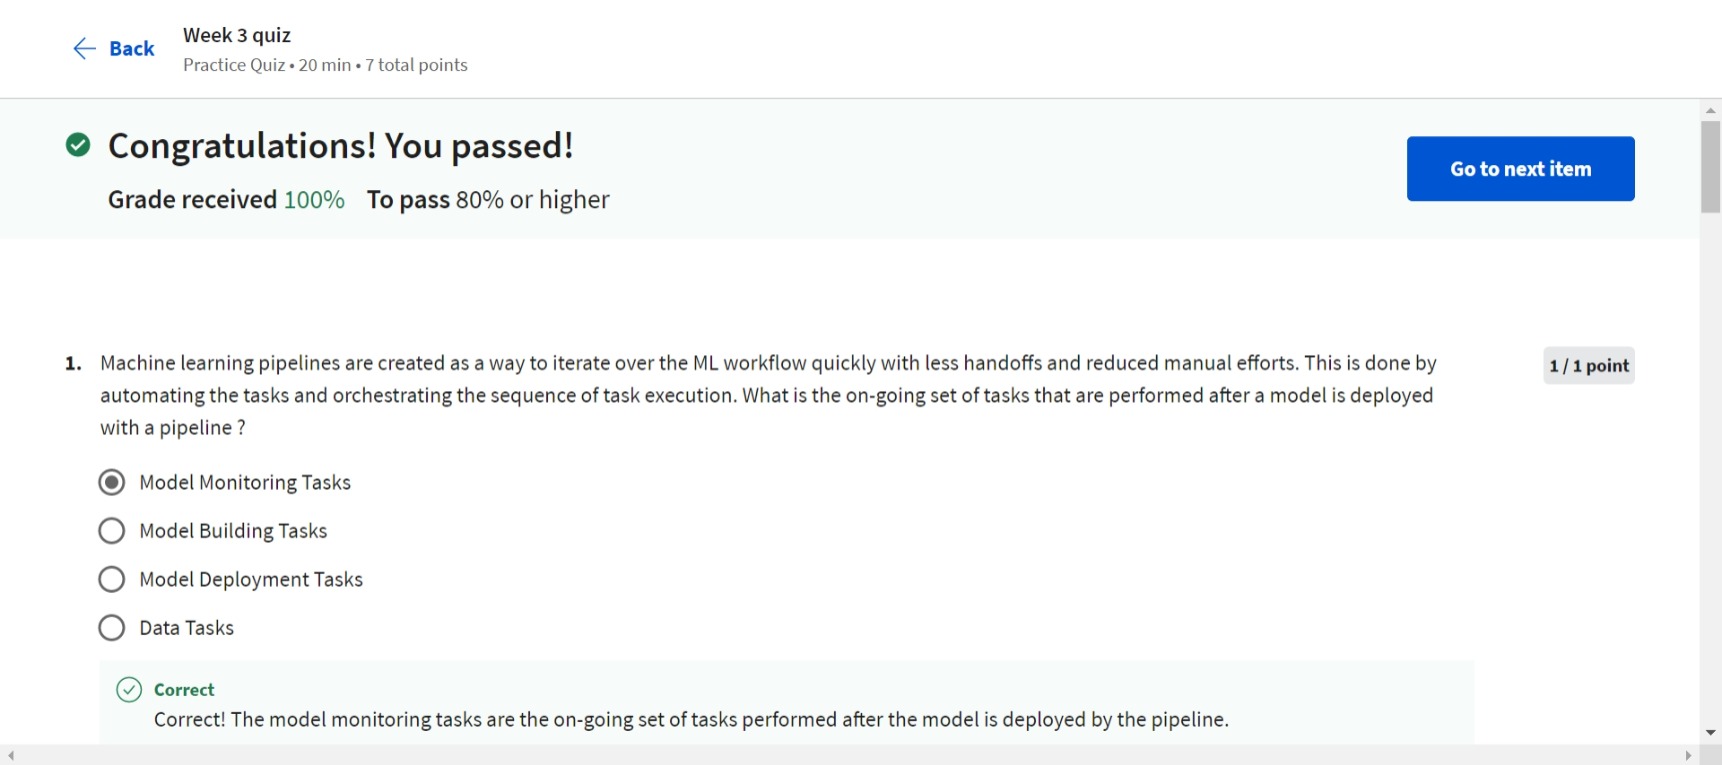 Back
Week 3 quiz
Practice Quiz • 20 min • 7 total points
Congratulations! You passed!
Grade received 100% To pass 80% or higher
Go to next item
1. Machine learning pipelines are created as a way to iterate over the ML workflow quickly with less handoffs and reduced manual efforts. This is done by
automating the tasks and orchestrating the sequence of task execution. What is the on-going set of tasks that are performed after a model is deployed
with a pipeline ?
1 / 1 point
Model Monitoring Tasks
Model Building Tasks
Model Deployment Tasks
Data Tasks
Correct
Correct! The model monitoring tasks are the on-going set of tasks performed after the model is deployed by the pipeline.